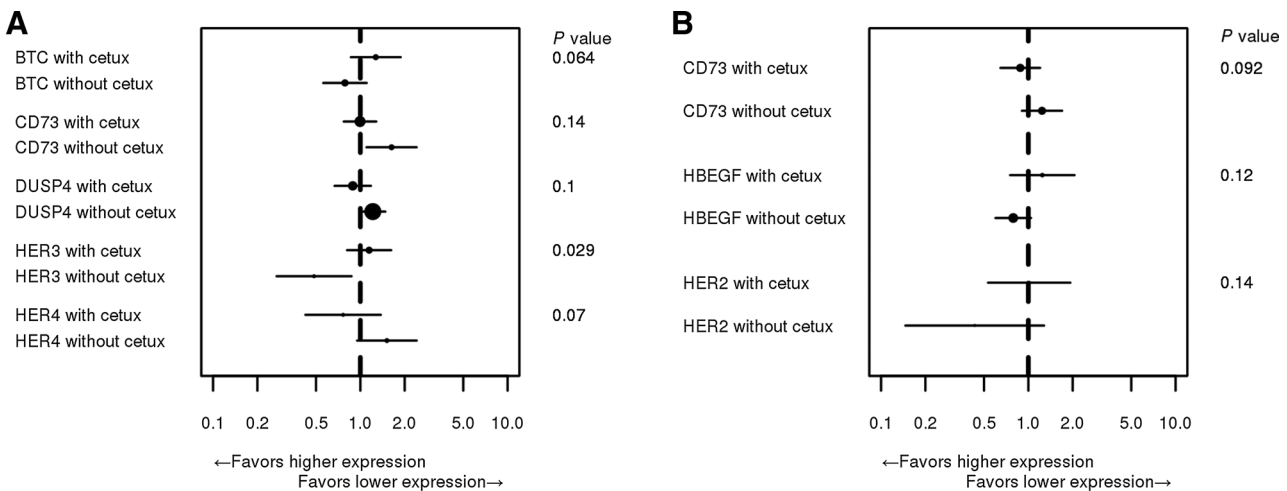 A
P value
BTC with cetux 0.064
BTC without cetux
CD73 with cetux 0.14
CD73 without cetux
DUSP4 with cetux 0.1
DUSP4 without cetux
HER3 with cetux 0.029
HER3 without cetux
HER4 with cetux 0.07
HER4 without cetux
0.1 0.2 0.5 1.0 2.0 5.0 10.0
←Favors higher expression
Favors lower expression→
B
P value
CD73 with cetux 0.092
CD73 without cetux
HBEGF with cetux 0.12
HBEGF without cetux
HER2 with cetux 0.14
HER2 without cetux
0.1 0.2 0.5 1.0 2.0 5.0 10.0
←Favors higher expression
Favors lower expression→